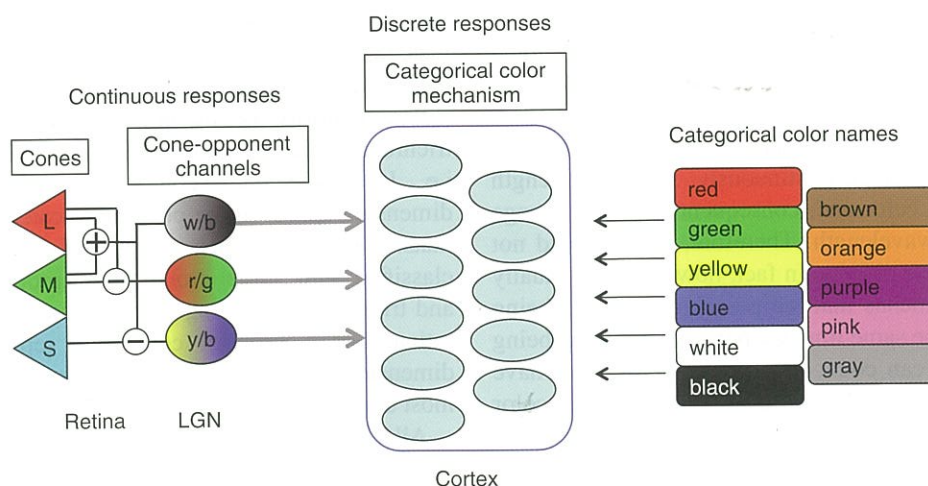 Discrete responses
Categorical color
mechanism
Continuous responses
Cones
Cone-opponent
channels
Categorical color names
L
M
S
+
−
−
w/b
r/g
y/b
red
green
yellow
blue
white
black
brown
orange
purple
pink
gray
Retina
LGN
Cortex